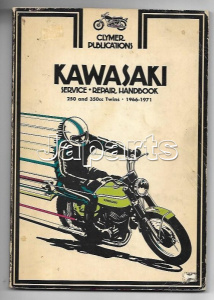 CLYMER
PUBLICATIONS
KAWASAKI
SERVICE • REPAIR HANDBOOK
250 and 350cc Twins • 1966-1971
Japarts